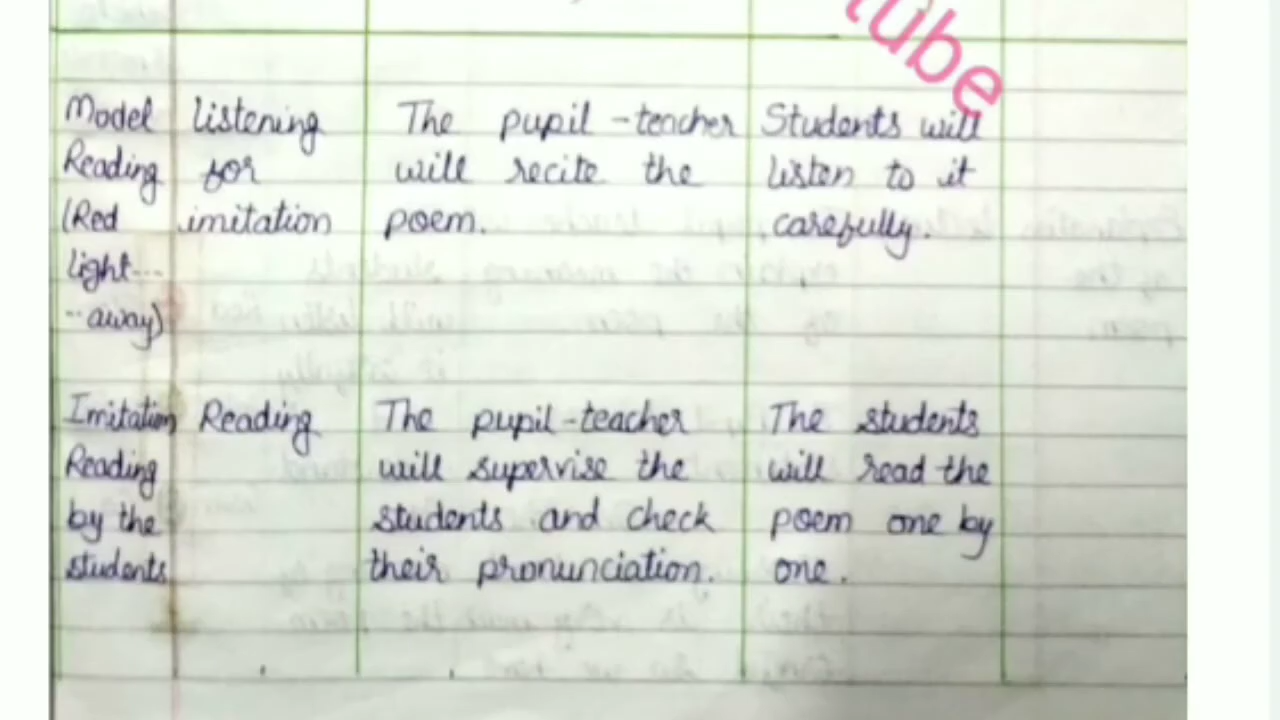 tube
Model
Reading
(Red
light...
...away)
listening
for
imitation
The pupil-teacher
will recite the
poem.
Students will
listen to it
carefully.
Imitation
Reading
by the
students
Reading
The pupil-teacher
will supervise the
students and check
their pronunciation.
The students
will read the
poem one by
one.